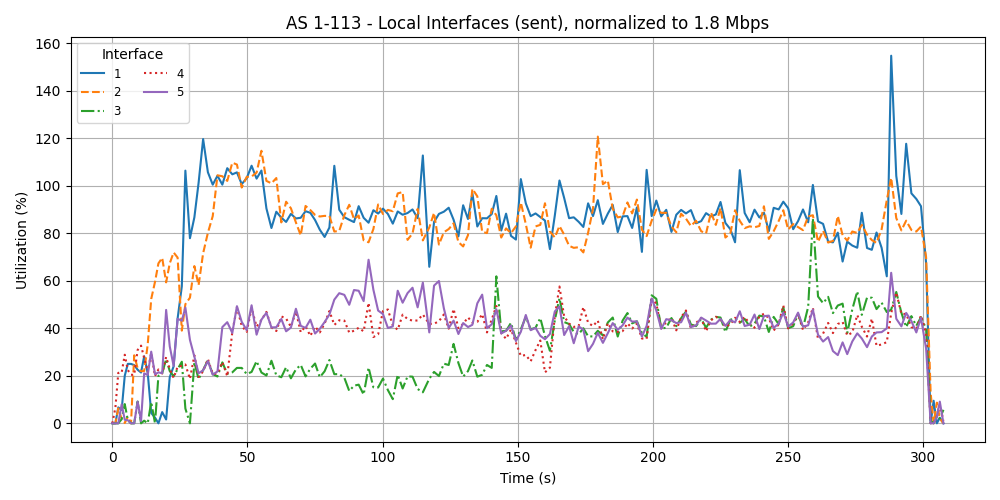 AS 1-113 - Local Interfaces (sent), normalized to 1.8 Mbps
Interface
1
2
3
4
5
Utilization (%)
160
140
120
100
80
60
40
20
0
0 50 100 150 200 250 300
Time (s)